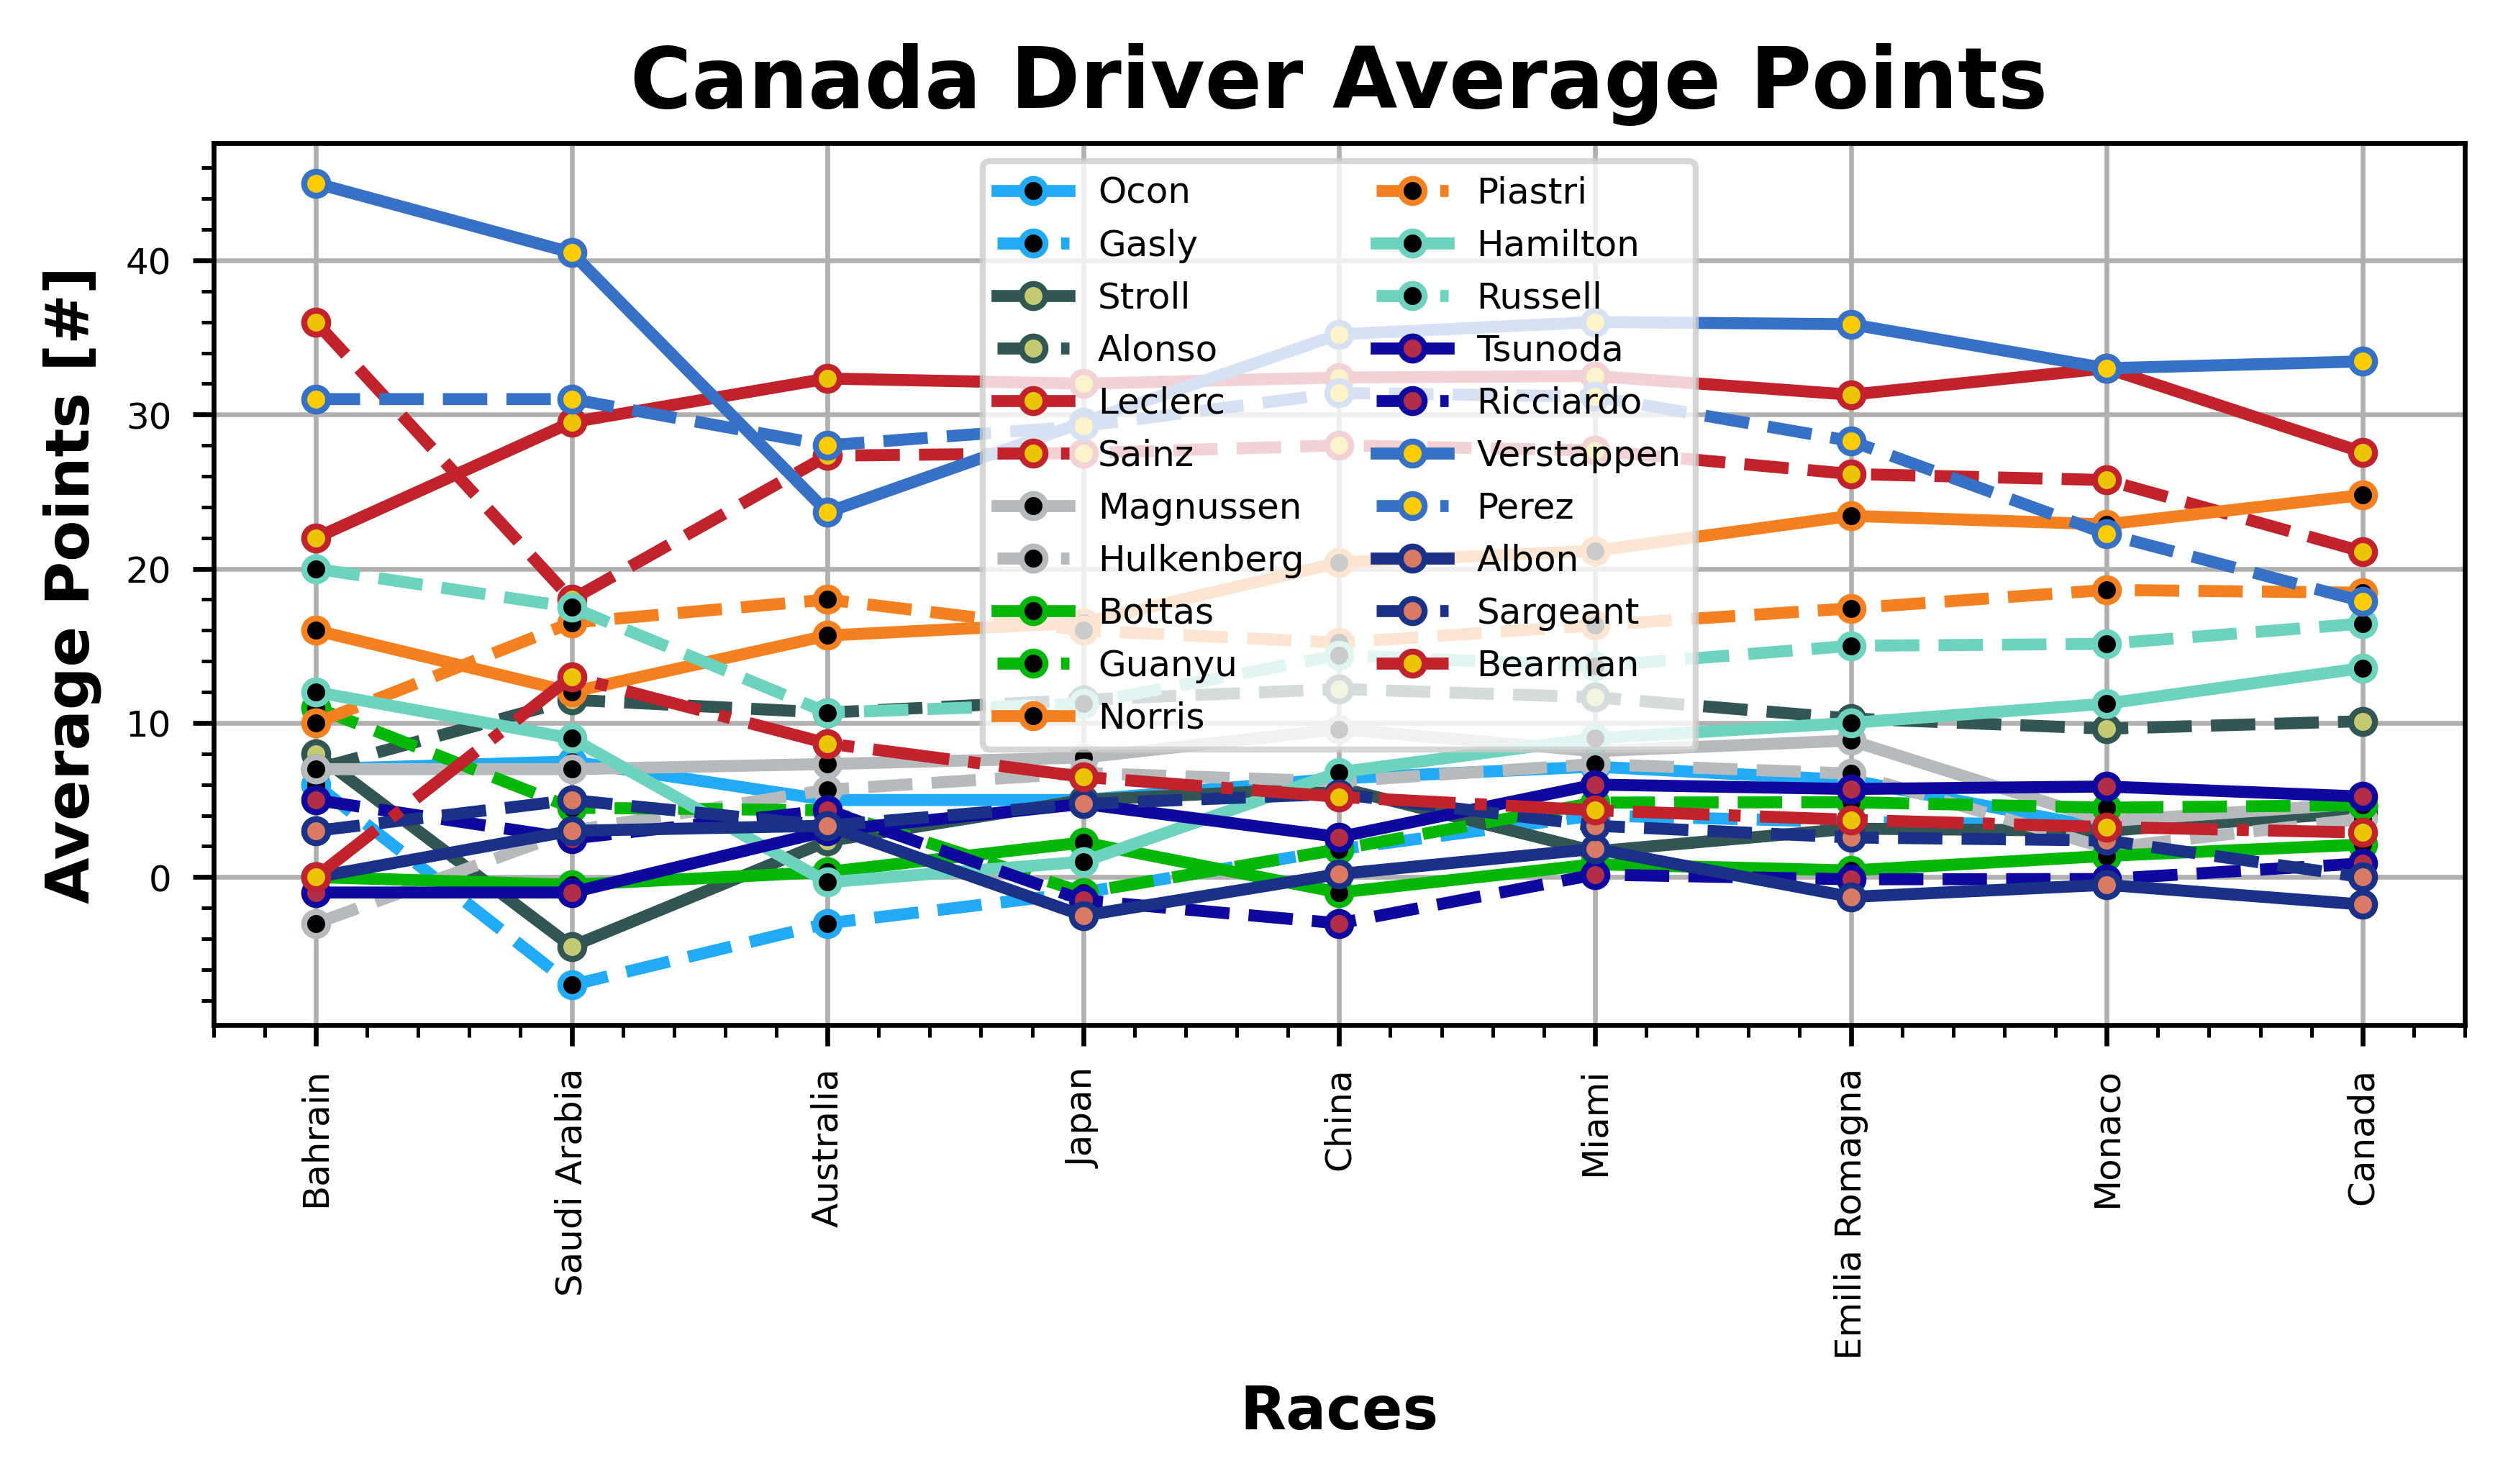 Canada Driver Average Points
Average Points [#]
40
30
20
10
0
Ocon
Gasly
Stroll
Alonso
Leclerc
Sainz
Magnussen
Hulkenberg
Bottas
Guanyu
Norris
Piastri
Hamilton
Russell
Tsunoda
Ricciardo
Verstappen
Perez
Albon
Sargeant
Bearman
Bahrain
Saudi Arabia
Australia
Japan
China
Miami
Emilia Romagna
Monaco
Canada
Races